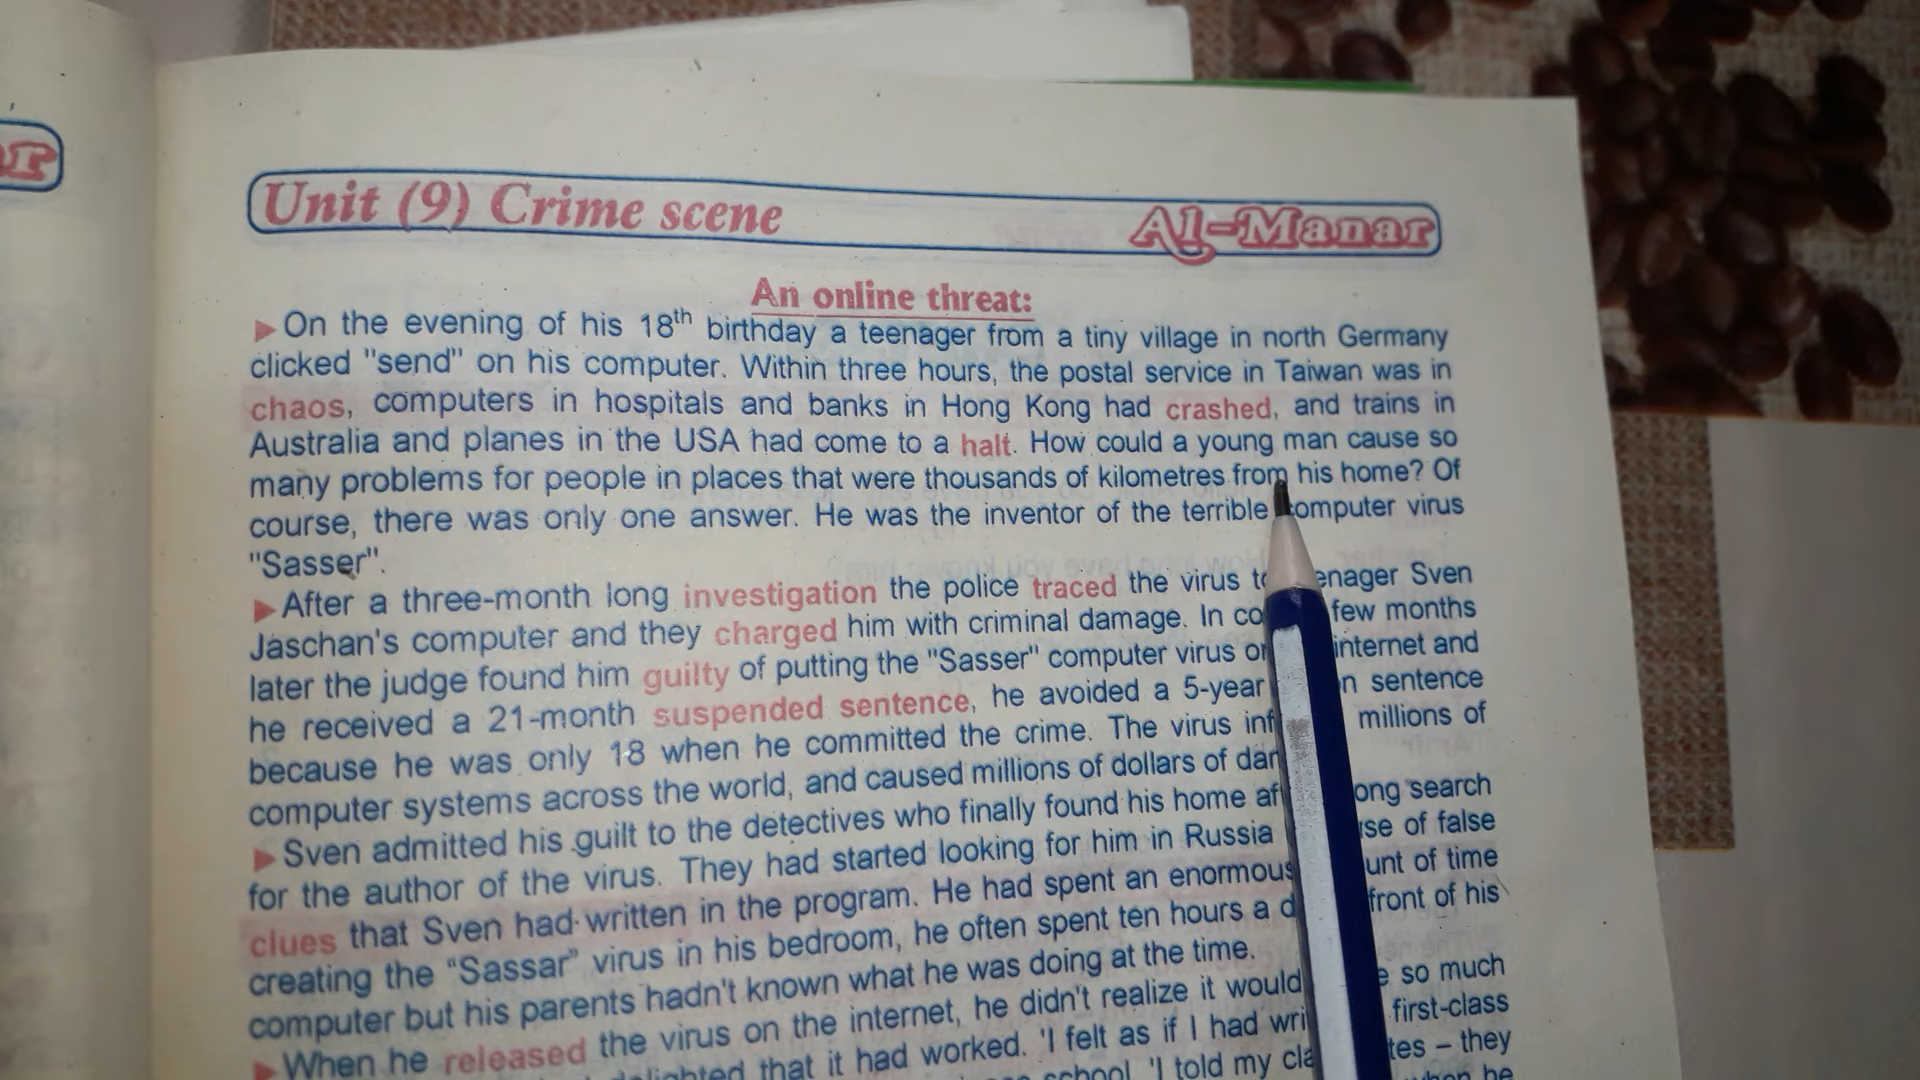 r
Unit (9) Crime scene Al-Manar
An online threat:
On the evening of his 18th birthday a teenager from a tiny village in north Germany
clicked "send" on his computer. Within three hours, the postal service in Taiwan was in
chaos, computers in hospitals and banks in Hong Kong had crashed, and trains in
Australia and planes in the USA had come to a halt. How could a young man cause so
many problems for people in places that were thousands of kilometres from his home? Of
course, there was only one answer. He was the inventor of the terrible computer virus
"Sasser".
After a three-month long investigation the police traced the virus enager Sven
Jaschan's computer and they charged him with criminal damage. In co few months
later the judge found him guilty of putting the "Sasser" computer virus internet and
he received a 21-month suspended sentence, he avoided a 5-year n sentence
because he was only 18 when he committed the crime. The virus inf millions of
computer systems across the world, and caused millions of dollars of da
Sven admitted his guilt to the detectives who finally found his home af ong search
for the author of the virus. They had started looking for him in Russia se of false
clues that Sven had written in the program. He had spent an enormous unt of time
creating the "Sassar" virus in his bedroom, he often spent ten hours a d front of his
computer but his parents hadn't known what he was doing at the time.
When he released the virus on the internet, he didn't realize it would e so much
delighted that it had worked. 'I felt as if I had wri first-class
school. 'I told my cla tes – they
when he